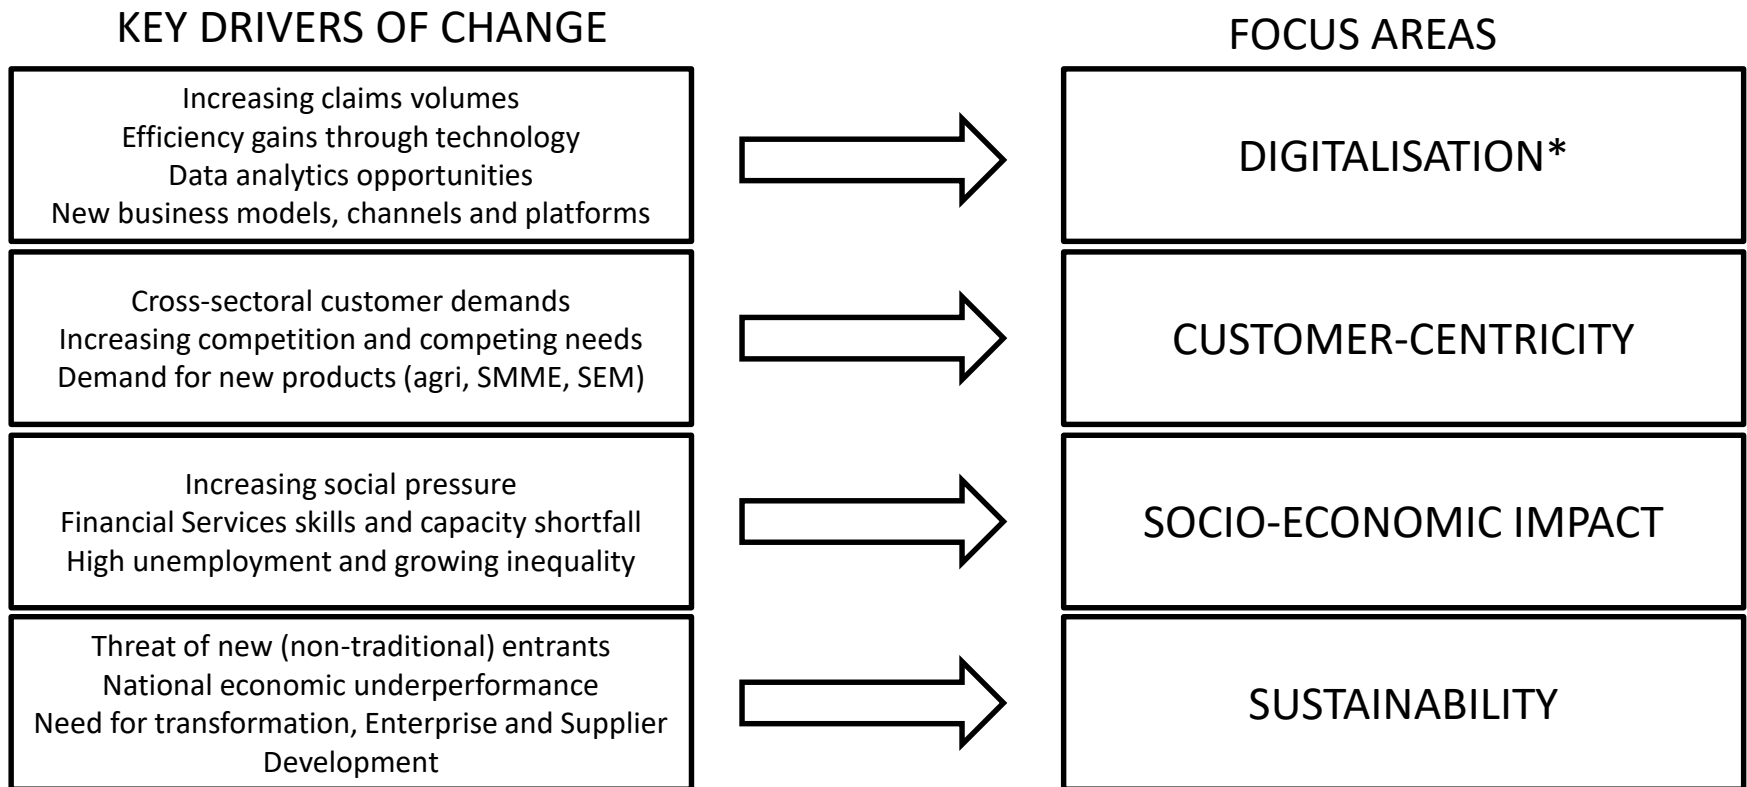 KEY DRIVERS OF CHANGE
FOCUS AREAS
Increasing claims volumes
Efficiency gains through technology
Data analytics opportunities
New business models, channels and platforms
DIGITALISATION*
Cross-sectoral customer demands
Increasing competition and competing needs
Demand for new products (agri, SMME, SEM)
CUSTOMER-CENTRICITY
Increasing social pressure
Financial Services skills and capacity shortfall
High unemployment and growing inequality
SOCIO-ECONOMIC IMPACT
Threat of new (non-traditional) entrants
National economic underperformance
Need for transformation, Enterprise and Supplier
Development
SUSTAINABILITY